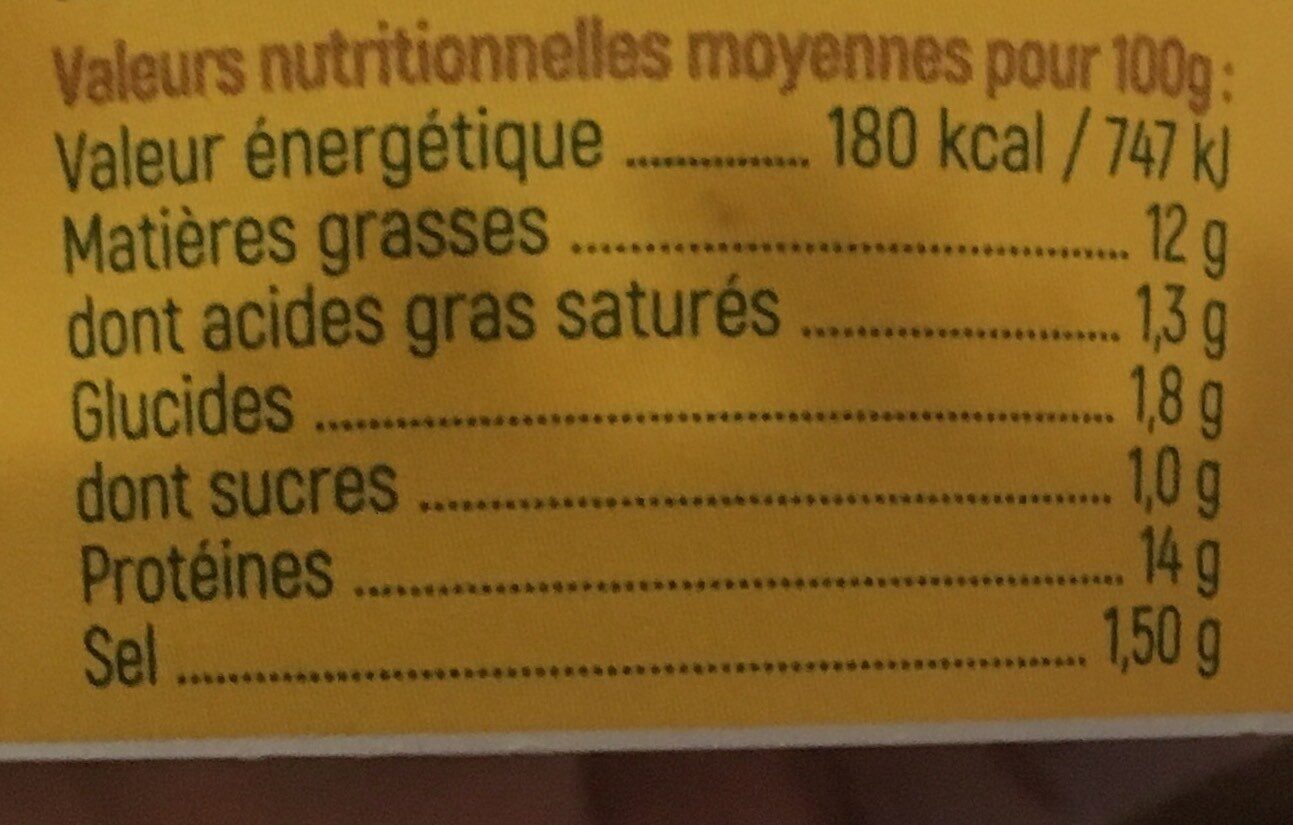 Valeurs nutritionnelles moyennes pour 100g :
Valeur énergétique ............... 180 kcal / 747 kJ
Matières grasses ............... 12 g
dont acides gras saturés ............... 1,3 g
Glucides ............... 1,8 g
dont sucres ............... 1,0 g
Protéines ............... 14 g
Sel ............... 1,50 g